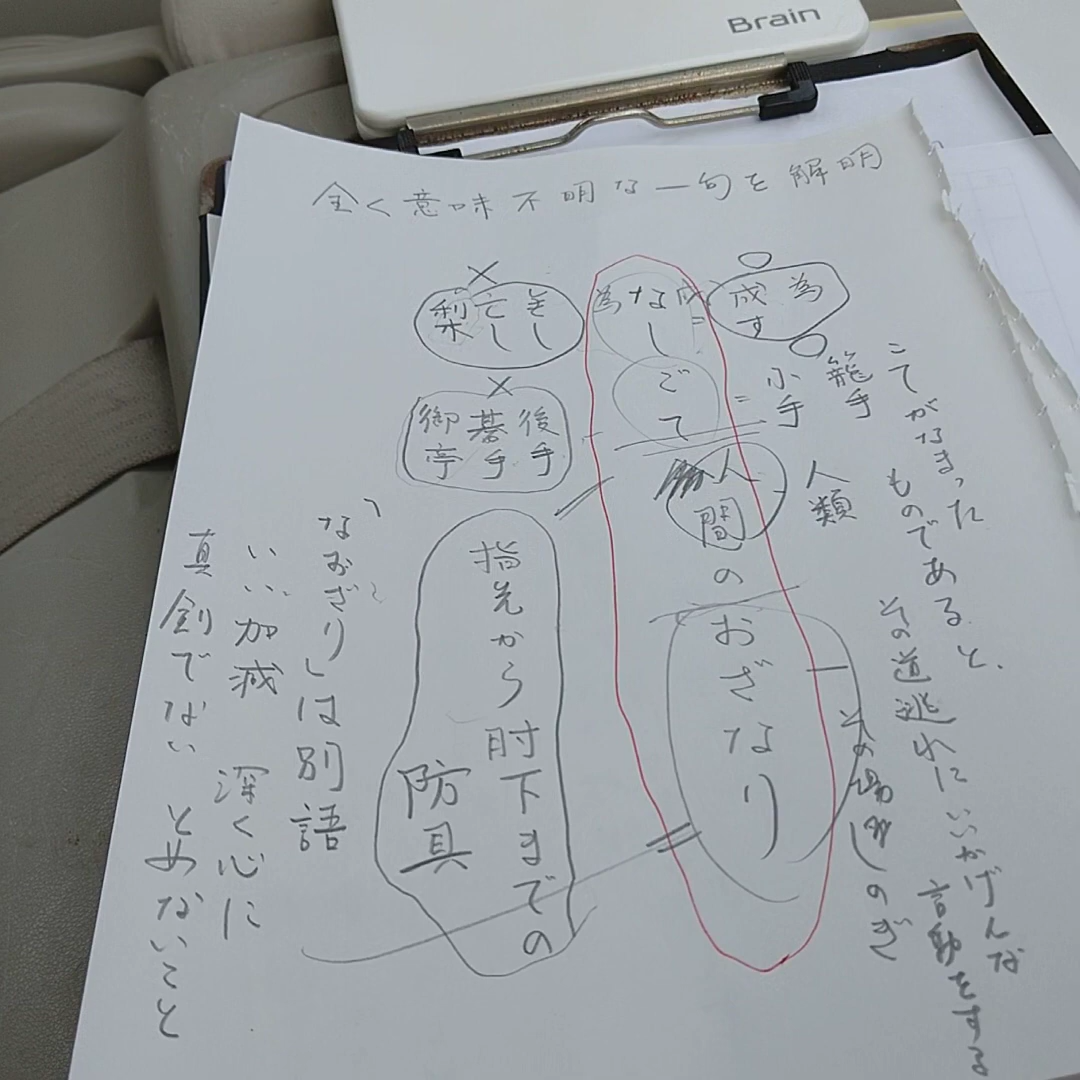 Brain
全く意味不明な一句を解明
こてがなまった
ものであると、
その道逃れにいいかげんな
言動をする
その場しのぎ
籠手
小手
人類
為
成す
なし
ごて
人間の
おざなり
亡し
梨
×
後手
碁手
御亭
×
指先から肘下までの
防具
「なおざり」は別語
いい加減 深く心に
真剣でない とめないこと